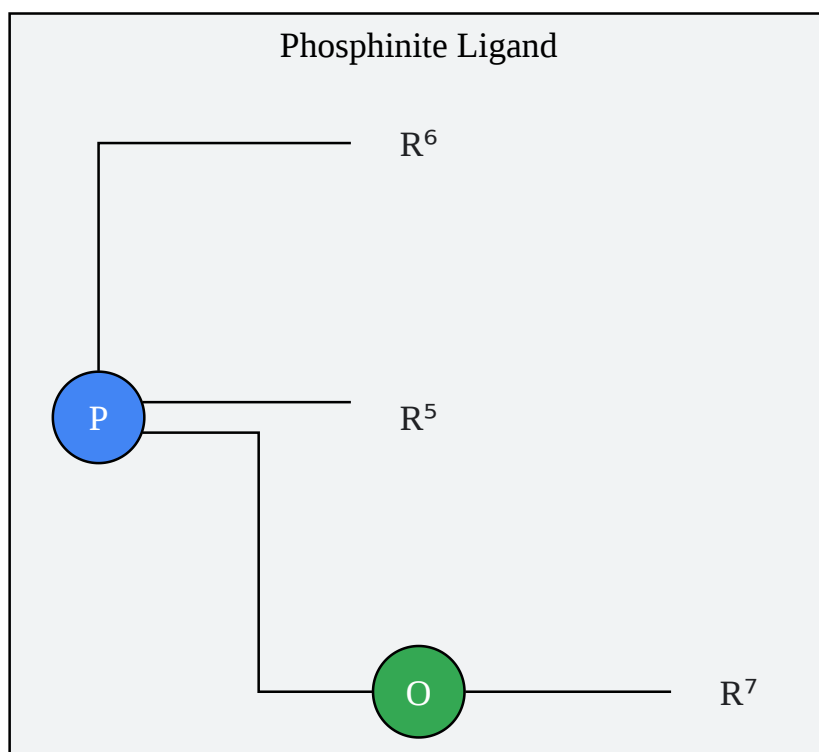 Phosphinite Ligand
R⁶
P
R⁵
O
R⁷